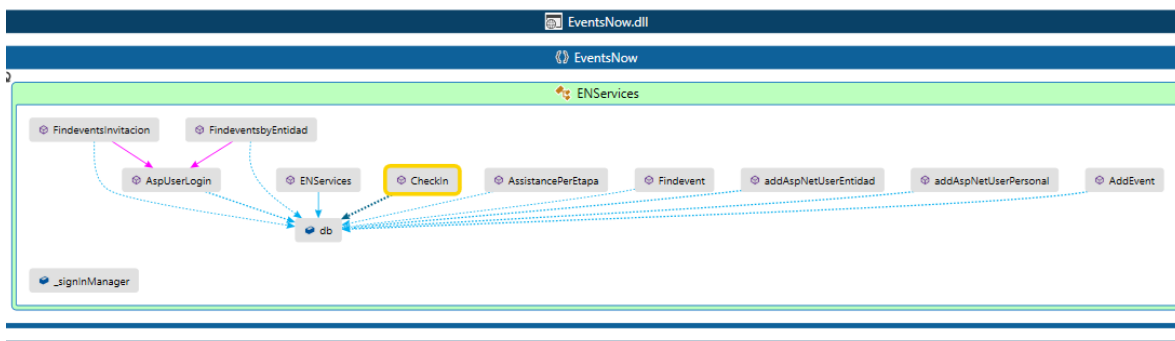 EventsNow.dll
EventsNow
ENServices
FindeventsInvitacion FindeventsbyEntidad
AspUserLogin ENServices CheckIn AssistancePerEtapa Findevent addAspNetUserEntidad addAspNetUserPersonal AddEvent
db
_signInManager